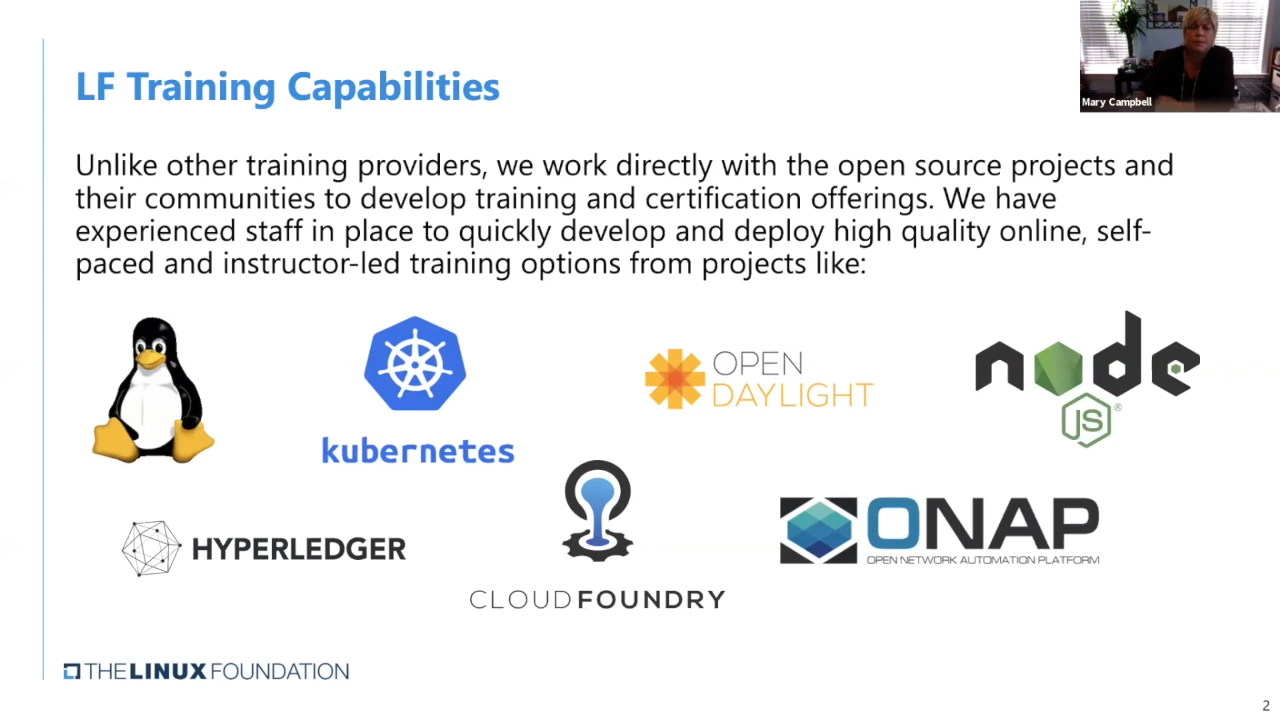 LF Training Capabilities
Mary Campbell
Unlike other training providers, we work directly with the open source projects and
their communities to develop training and certification offerings. We have
experienced staff in place to quickly develop and deploy high quality online, self-
paced and instructor-led training options from projects like:
kubernetes
OPEN
DAYLIGHT
node
JS®
HYPERLEDGER
CLOUD FOUNDRY
ONAP
OPEN NETWORK AUTOMATION PLATFORM
THE LINUX FOUNDATION
2